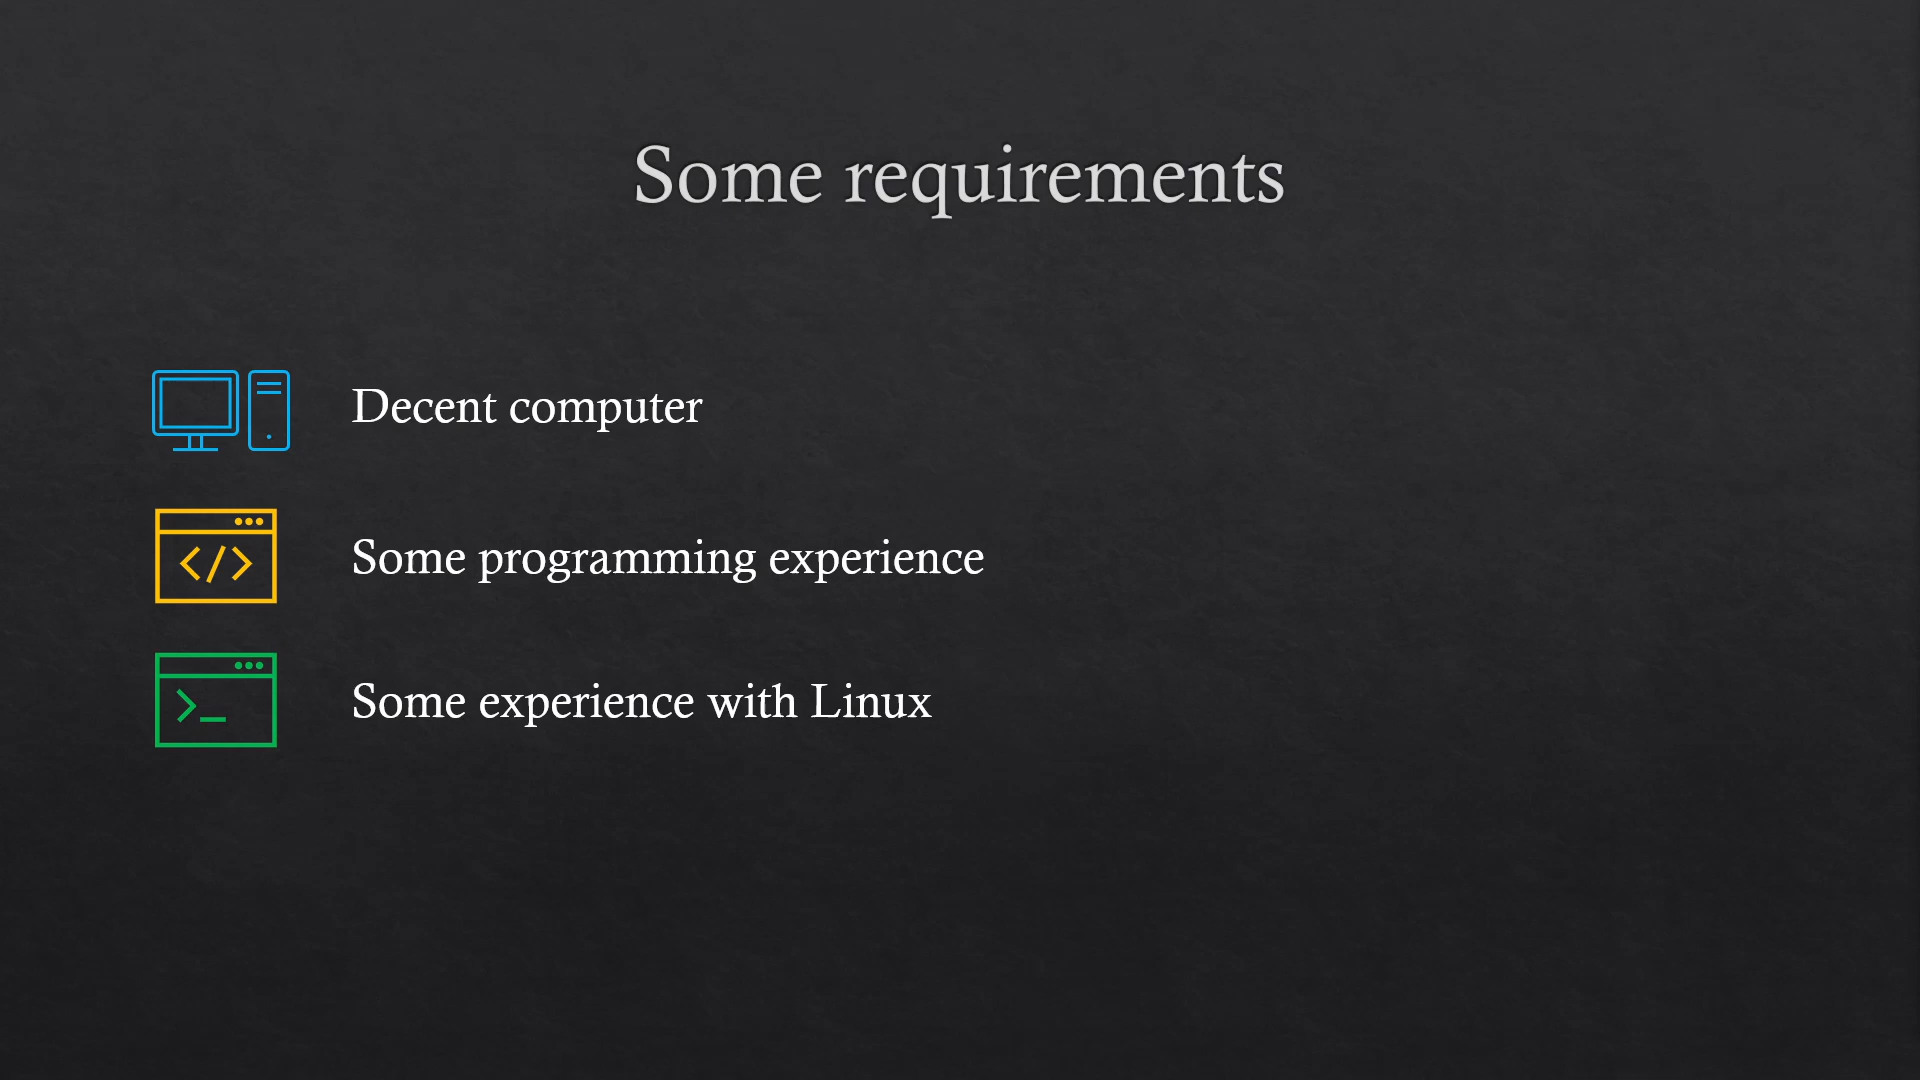 Some requirements
Decent computer
Some programming experience
Some experience with Linux